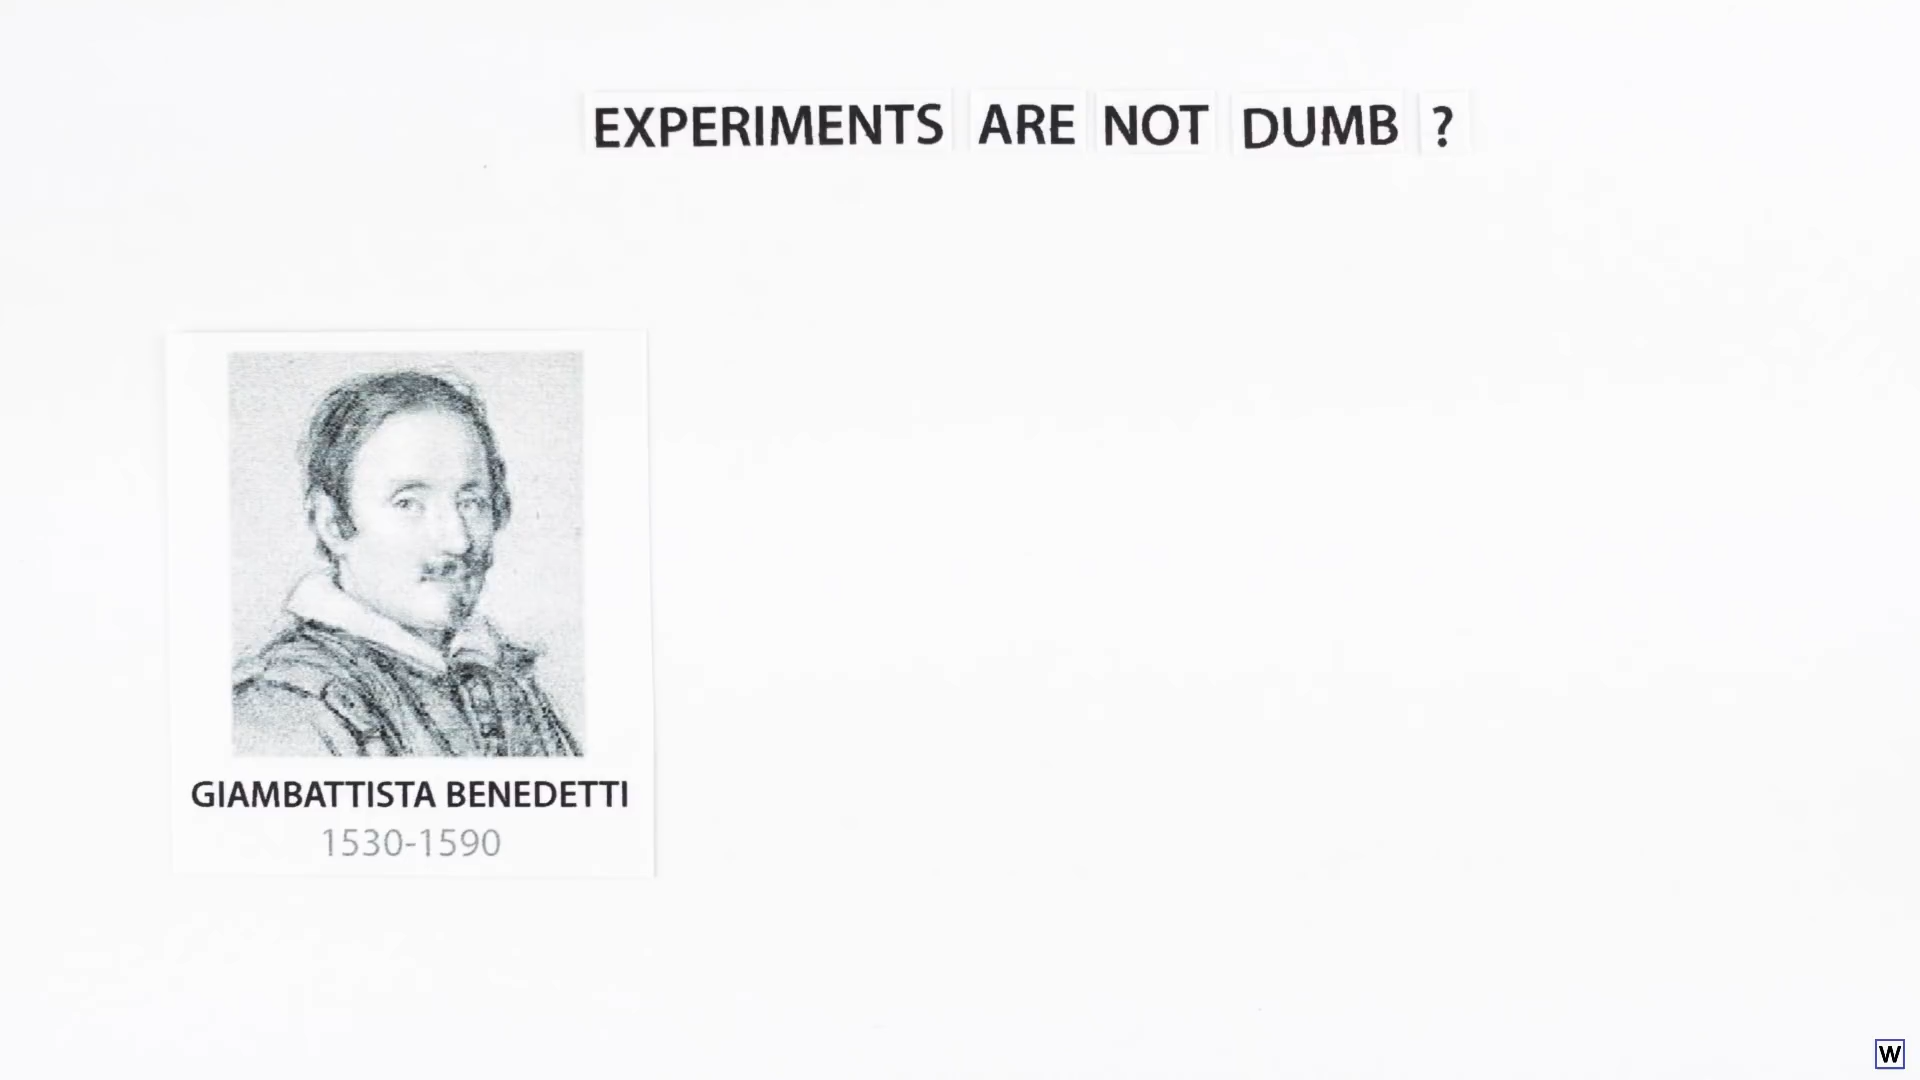 EXPERIMENTS ARE NOT DUMB ?
GIAMBATTISTA BENEDETTI
1530-1590
W